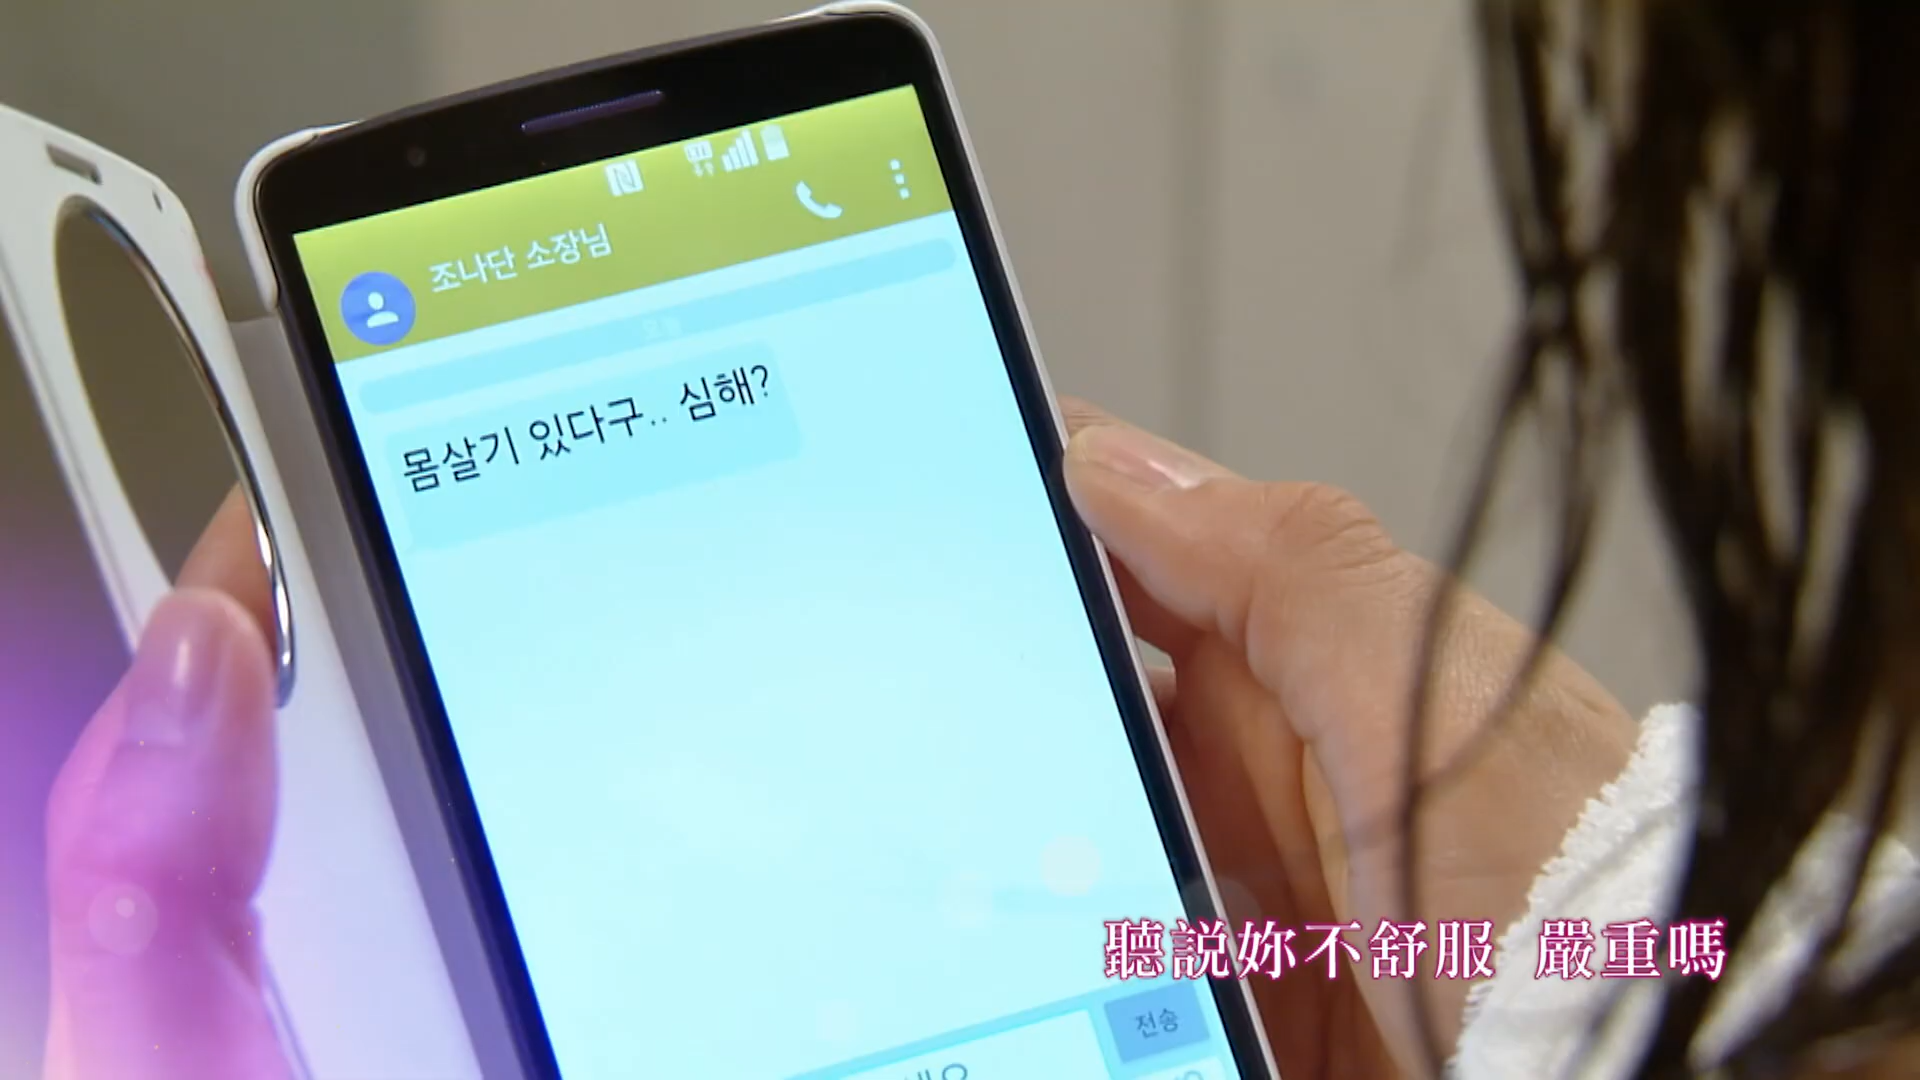 조나단 소장님
몸살기 있다구.. 심해?
聽説妳不舒服 嚴重嗎
전송